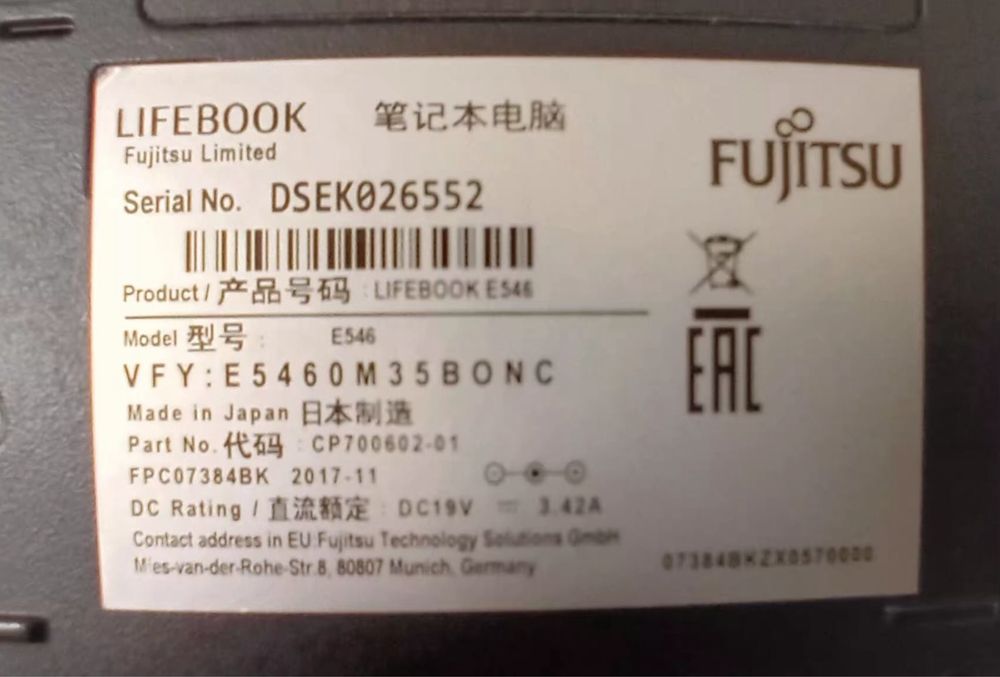 LIFEBOOK 笔记本电脑
Fujitsu Limited
FUJITSU
Serial No. DSEK026552
Product / 产品号码 : LIFEBOOK E546
Model 型号 : E546
EAC
VFY:E5460M35BONC
Made in Japan 日本制造
Part No. 代码 : CP700602-01
FPC07384BK 2017-11
DC Rating / 直流额定 : DC19V ⎓ 3.42A
Contact address in EU:Fujitsu Technology Solutions GmbH
Mies-van-der-Rohe-Str.8, 80807 Munich, Germany
07384BKZX0570000